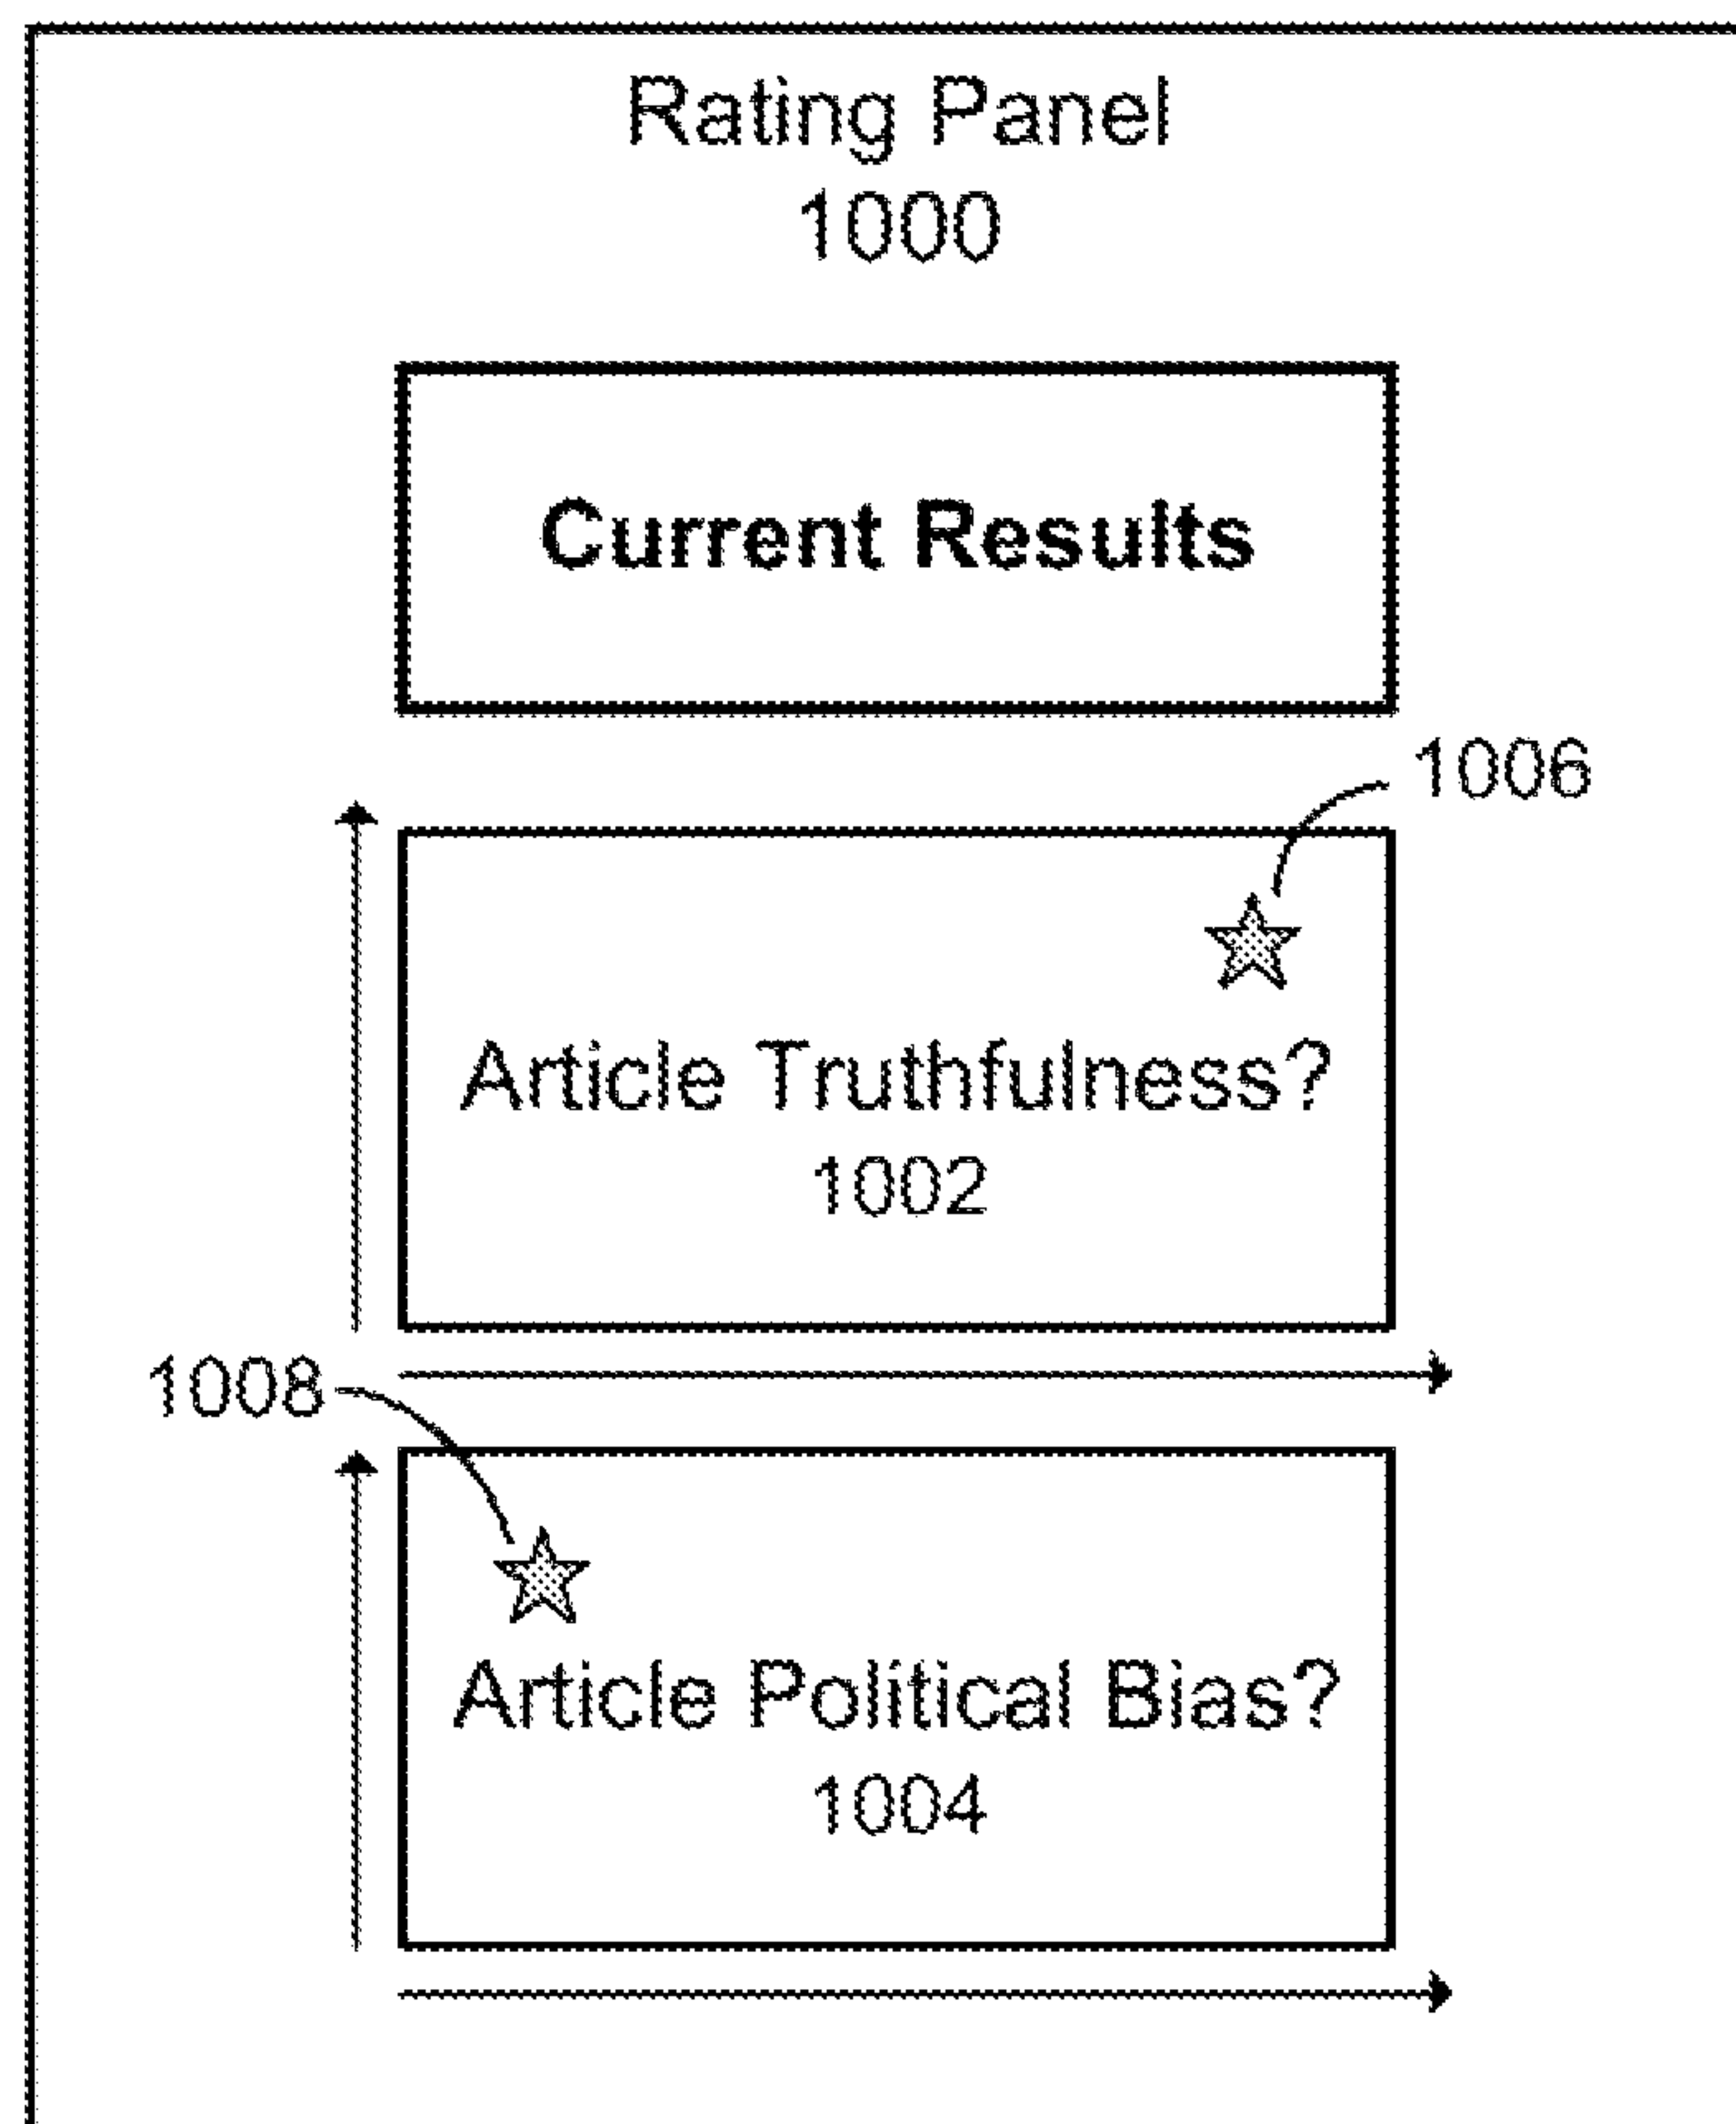 Rating Panel
1000
Current Results
1006
Article Truthfulness?
1002
1008
Article Political Bias?
1004